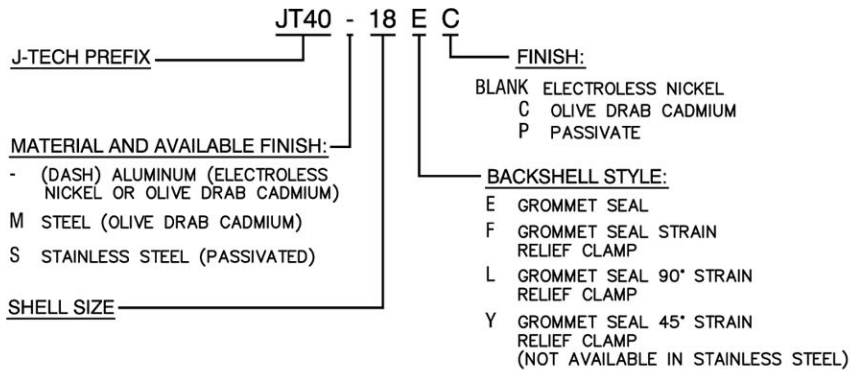 JT40 - 18 E C
J-TECH PREFIX
MATERIAL AND AVAILABLE FINISH:
- (DASH) ALUMINUM (ELECTROLESS
NICKEL OR OLIVE DRAB CADMIUM)
M STEEL (OLIVE DRAB CADMIUM)
S STAINLESS STEEL (PASSIVATED)
SHELL SIZE
FINISH:
BLANK ELECTROLESS NICKEL
C OLIVE DRAB CADMIUM
P PASSIVATE
BACKSHELL STYLE:
E GROMMET SEAL
F GROMMET SEAL STRAIN
RELIEF CLAMP
L GROMMET SEAL 90° STRAIN
RELIEF CLAMP
Y GROMMET SEAL 45° STRAIN
RELIEF CLAMP
(NOT AVAILABLE IN STAINLESS STEEL)